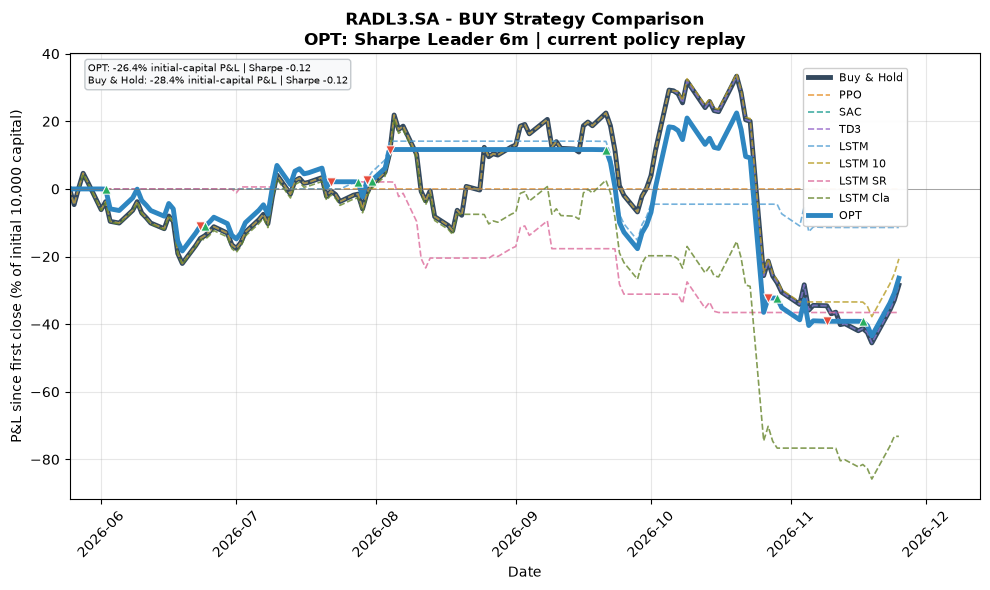 RADL3.SA - BUY Strategy Comparison
OPT: Sharpe Leader 6m | current policy replay
OPT: -26.4% initial-capital P&L | Sharpe -0.12
Buy & Hold: -28.4% initial-capital P&L | Sharpe -0.12
Buy & Hold
PPO
SAC
TD3
LSTM
LSTM 10
LSTM SR
LSTM Cla
OPT
P&L since first close (% of initial 10,000 capital)
40
20
0
−20
−40
−60
−80
2026-06
2026-07
2026-08
2026-09
2026-10
2026-11
2026-12
Date